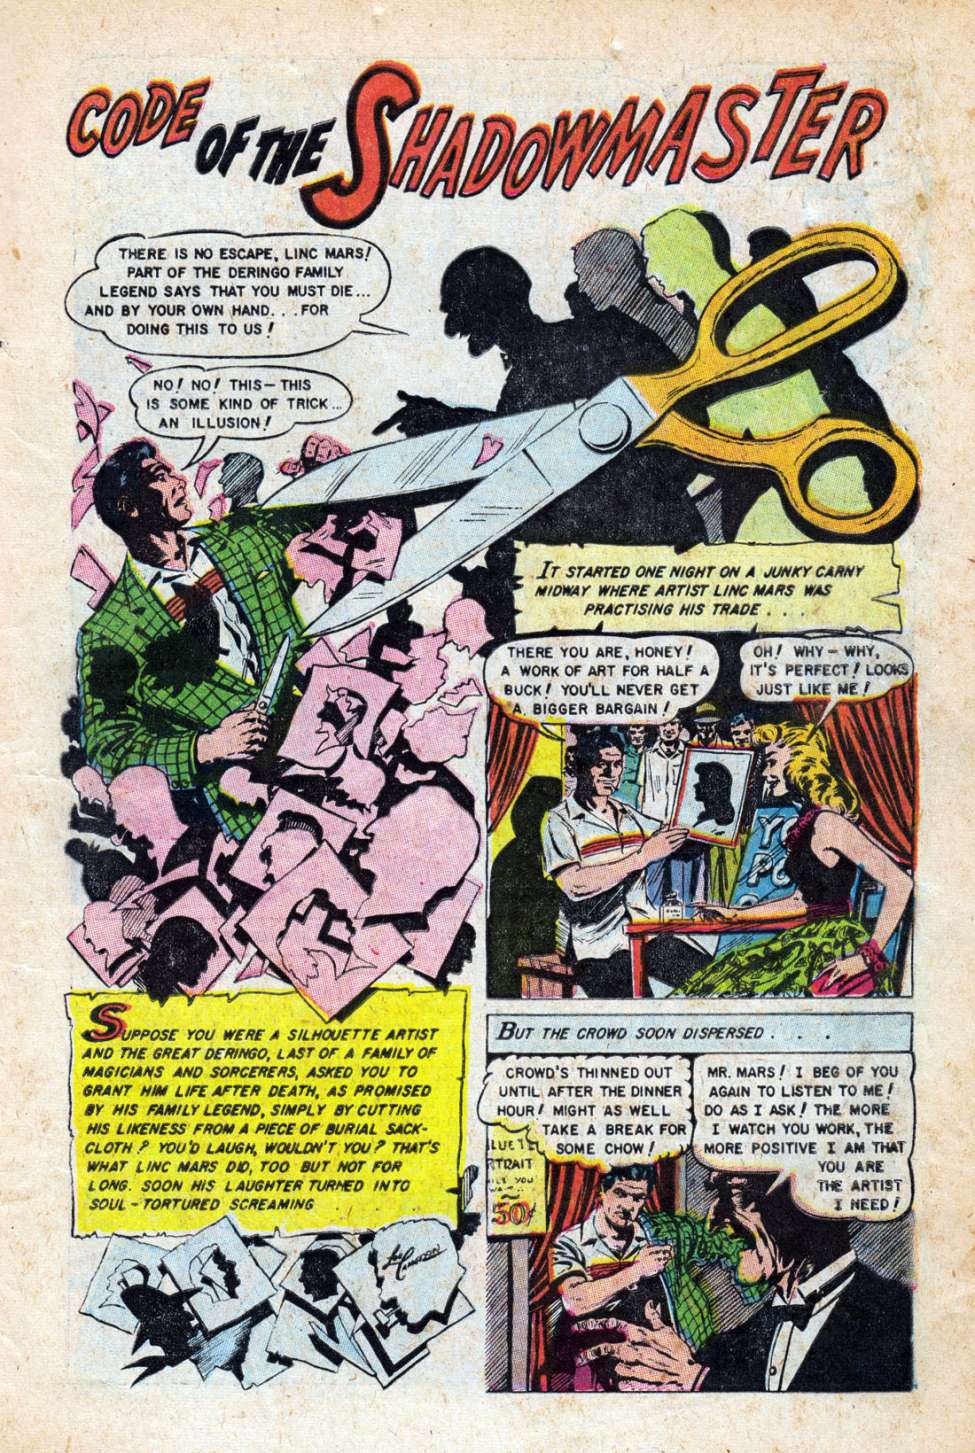 CODE OF THE SHADOWMASTER
THERE IS NO ESCAPE, LINC MARS!
PART OF THE DERINGO FAMILY
LEGEND SAYS THAT YOU MUST DIE...
AND BY YOUR OWN HAND...FOR
DOING THIS TO US!
NO! NO! THIS—THIS
IS SOME KIND OF TRICK...
AN ILLUSION!
SUPPOSE YOU WERE A SILHOUETTE ARTIST
AND THE GREAT DERINGO, LAST OF A FAMILY OF
MAGICIANS AND SORCERERS, ASKED YOU TO
GRANT HIM LIFE AFTER DEATH, AS PROMISED
BY HIS FAMILY LEGEND, SIMPLY BY CUTTING
HIS LIKENESS FROM A PIECE OF BURIAL SACK-
CLOTH? YOU'D LAUGH, WOULDN'T YOU? THAT'S
WHAT LINC MARS DID, TOO BUT NOT FOR
LONG. SOON HIS LAUGHTER TURNED INTO
SOUL-TORTURED SCREAMING
IT STARTED ONE NIGHT ON A JUNKY CARNY
MIDWAY WHERE ARTIST LINC MARS WAS
PRACTISING HIS TRADE . . .
THERE YOU ARE, HONEY!
A WORK OF ART FOR HALF A
BUCK! YOU'LL NEVER GET
A BIGGER BARGAIN!
OH! WHY—WHY,
IT'S PERFECT! LOOKS
JUST LIKE ME!
BUT THE CROWD SOON DISPERSED . . .
CROWD'S THINNED OUT
UNTIL AFTER THE DINNER
HOUR! MIGHT AS WELL
TAKE A BREAK FOR
SOME CHOW!
MR. MARS! I BEG OF YOU
AGAIN TO LISTEN TO ME!
DO AS I ASK! THE MORE
I WATCH YOU WORK, THE
MORE POSITIVE I AM THAT
YOU ARE
THE ARTIST
I NEED!
TRAIT
50¢